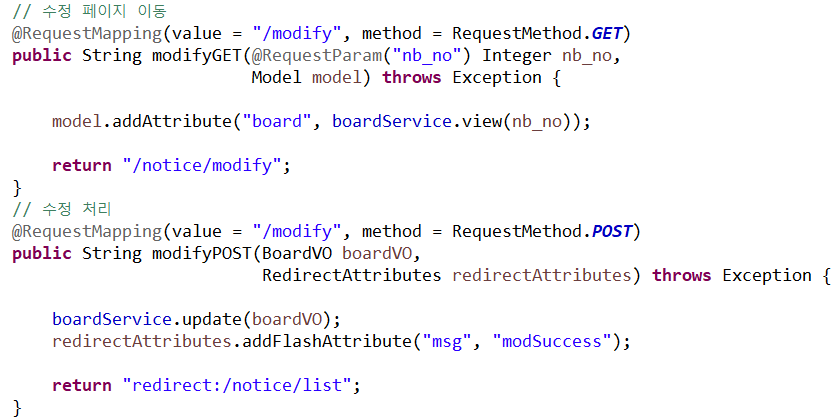 // 수정 페이지 이동
@RequestMapping(value = "/modify", method = RequestMethod.GET)
public String modifyGET(@RequestParam("nb_no") Integer nb_no,
                        Model model) throws Exception {

    model.addAttribute("board", boardService.view(nb_no));

    return "/notice/modify";
}
// 수정 처리
@RequestMapping(value = "/modify", method = RequestMethod.POST)
public String modifyPOST(BoardVO boardVO,
                         RedirectAttributes redirectAttributes) throws Exception {

    boardService.update(boardVO);
    redirectAttributes.addFlashAttribute("msg", "modSuccess");

    return "redirect:/notice/list";
}